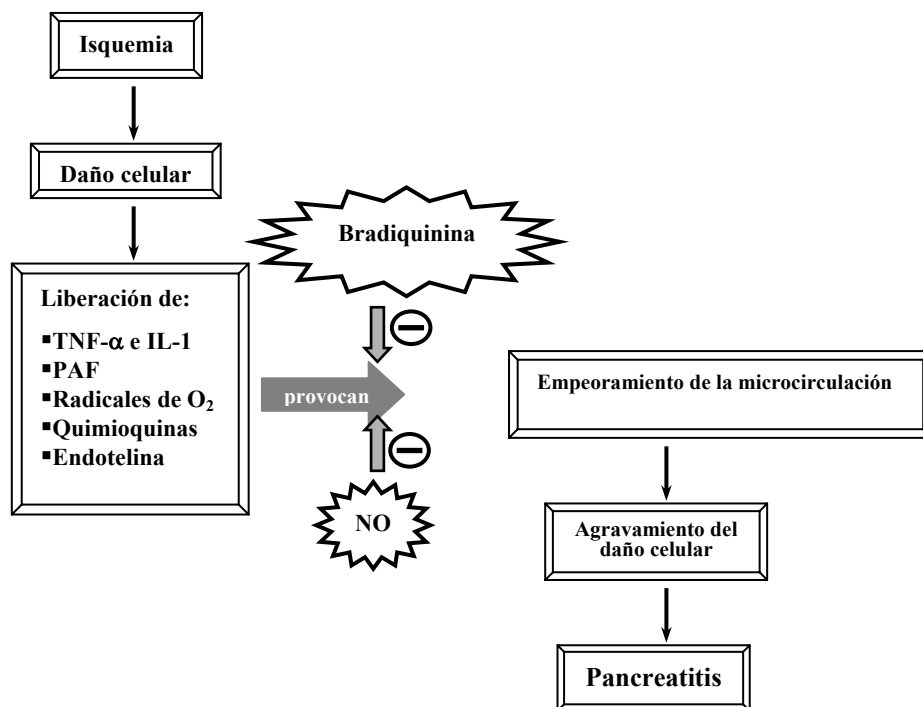 Isquemia
Daño celular
Bradiquinina
Liberación de:
▪TNF-α e IL-1
▪PAF
▪Radicales de O₂
▪Quimioquinas
▪Endotelina
provocan
NO
Empeoramiento de la microcirculación
Agravamiento del
daño celular
Pancreatitis